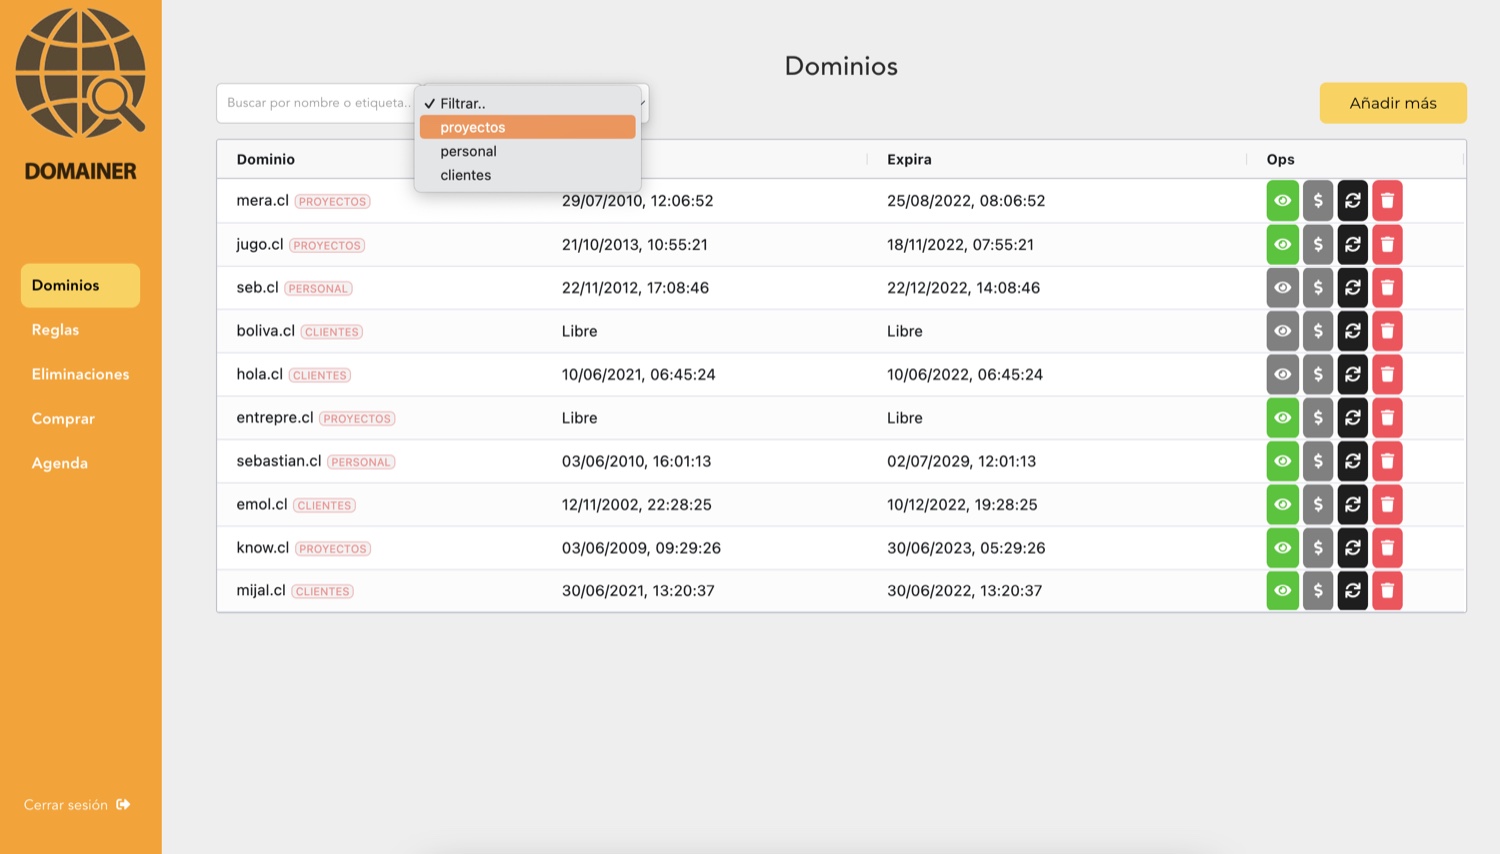 DOMAINER
Dominios
Reglas
Eliminaciones
Comprar
Agenda
Cerrar sesión
Dominios
Buscar por nombre o etiqueta..
✓ Filtrar..
proyectos
personal
clientes
Añadir más
Dominio Expira Ops
mera.cl PROYECTOS 29/07/2010, 12:06:52 25/08/2022, 08:06:52 $
jugo.cl PROYECTOS 21/10/2013, 10:55:21 18/11/2022, 07:55:21 $
seb.cl PERSONAL 22/11/2012, 17:08:46 22/12/2022, 14:08:46 $
boliva.cl CLIENTES Libre Libre $
hola.cl CLIENTES 10/06/2021, 06:45:24 10/06/2022, 06:45:24 $
entrepre.cl PROYECTOS Libre Libre $
sebastian.cl PERSONAL 03/06/2010, 16:01:13 02/07/2029, 12:01:13 $
emol.cl CLIENTES 12/11/2002, 22:28:25 10/12/2022, 19:28:25 $
know.cl PROYECTOS 03/06/2009, 09:29:26 30/06/2023, 05:29:26 $
mijal.cl CLIENTES 30/06/2021, 13:20:37 30/06/2022, 13:20:37 $